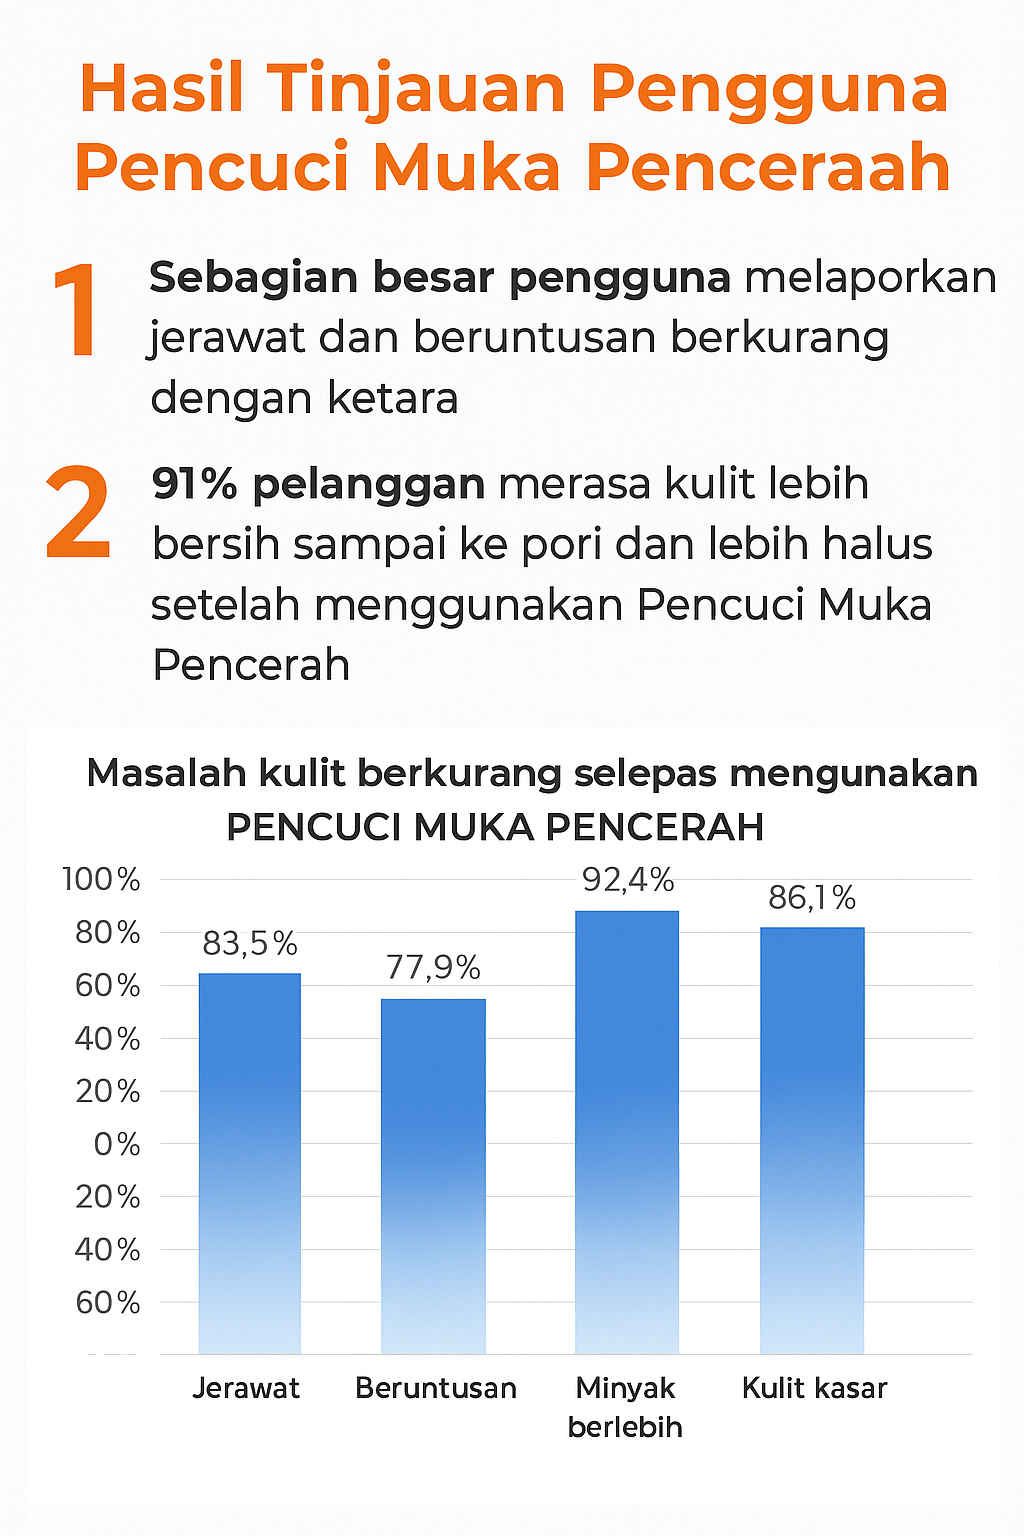 Hasil Tinjauan Pengguna
Pencuci Muka Penceraah
1
Sebagian besar pengguna melaporkan
jerawat dan beruntusan berkurang
dengan ketara
2
91% pelanggan merasa kulit lebih
bersih sampai ke pori dan lebih halus
setelah menggunakan Pencuci Muka
Pencerah
Masalah kulit berkurang selepas mengunakan
PENCUCI MUKA PENCERAH
100%
80%
60%
40%
20%
0%
20%
40%
60%
83,5%
77,9%
92,4%
86,1%
Jerawat
Beruntusan
Minyak
berlebih
Kulit kasar